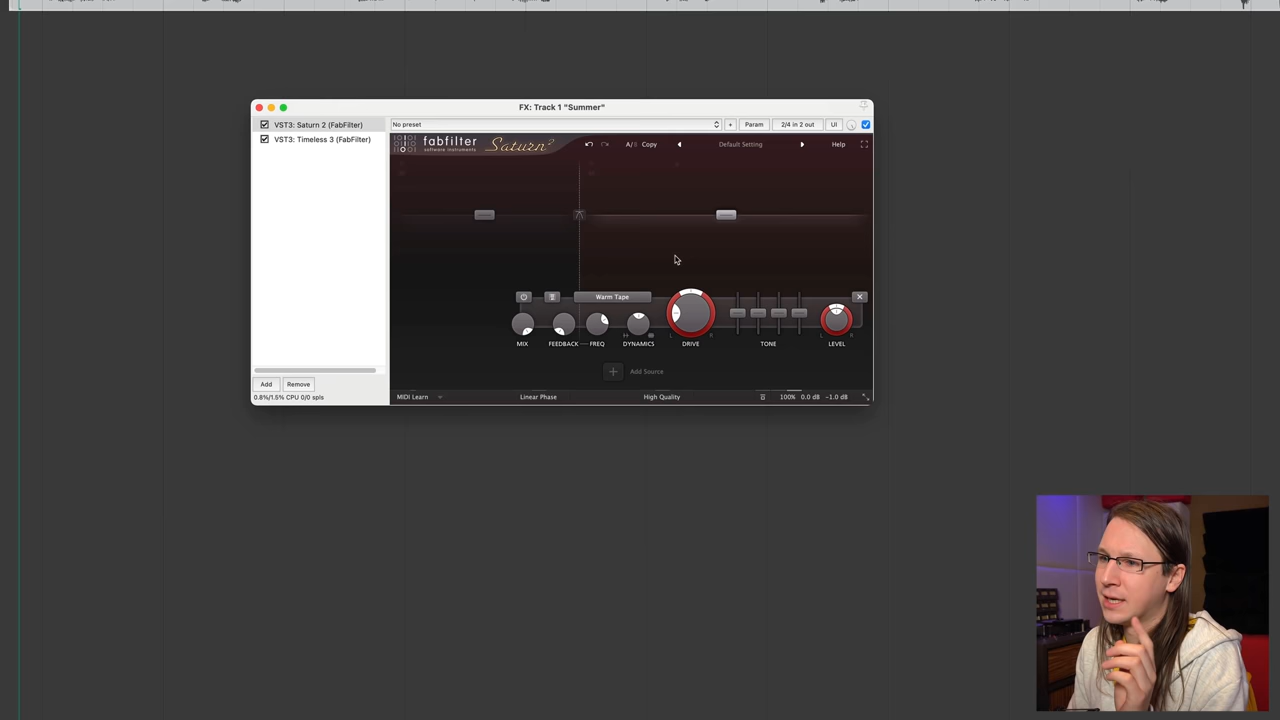 FX: Track 1 "Summer"
VST3: Saturn 2 (FabFilter)
No preset
+
Param
2/4 in 2 out
UI
VST3: Timeless 3 (FabFilter)
fabfilter
software instruments
Saturn 2
A/
Copy
Default Setting
Help
Warm Tape
L
R
L
R
MIX
FEEDBACK
FREQ
DYNAMICS
DRIVE
TONE
LEVEL
Add Source
Add
Remove
0.8%/1.5% CPU 0/0 spls
MIDI Learn
Linear Phase
High Quality
100%
0.0 dB
−1.0 dB